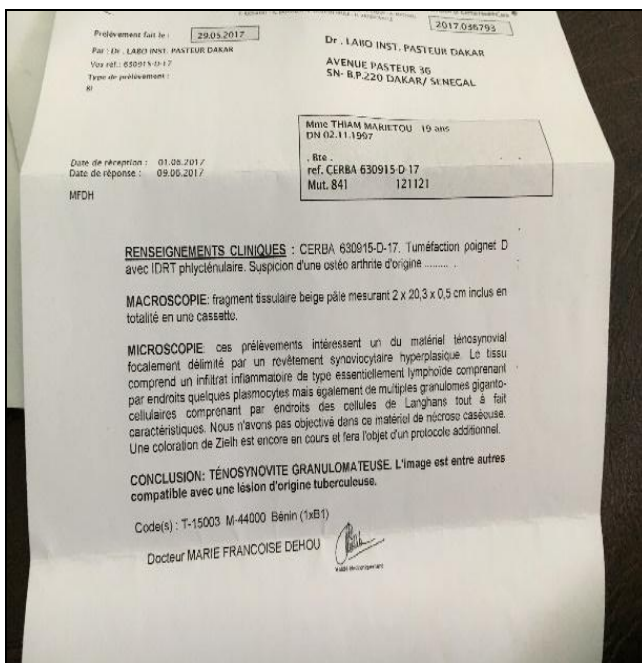 Prélèvement fait le : 29.05.2017
Par : Dr . LABO INST. PASTEUR DAKAR
Vos réf.: 630915-D-17
Type de prélèvement :
2017.036793
Dr . LABO INST. PASTEUR DAKAR
AVENUE PASTEUR 36
SN- B.P.220 DAKAR/ SENEGAL
Mme THIAM MARIETOU 19 ans
DN 02.11.1997
. Bte .
ref. CERBA 630915-D-17
Mut. 841 121121
Date de réception : 01.06.2017
Date de réponse : 09.06.2017
MFDH
RENSEIGNEMENTS CLINIQUES : CERBA 630915-D-17. Tuméfaction poignet D
avec IDRT phlycténulaire. Suspicion d'une ostéo arthrite d'origine ......... .
MACROSCOPIE: fragment tissulaire beige pâle mesurant 2 x 20,3 x 0,5 cm inclus en
totalité en une cassette.
MICROSCOPIE: ces prélèvements intéressent un du matériel ténosynovial
focalement délimité par un revêtement synoviocytaire hyperplasique. Le tissu
comprend un infiltrat inflammatoire de type essentiellement lymphoïde comprenant
par endroits quelques plasmocytes mais également de multiples granulomes giganto-
cellulaires comprenant par endroits des cellules de Langhans tout à fait
caractéristiques. Nous n'avons pas objectivé dans ce matériel de nécrose caséeuse.
Une coloration de Zielh est encore en cours et fera l'objet d'un protocole additionnel.
CONCLUSION: TÉNOSYNOVITE GRANULOMATEUSE. L'image est entre autres
compatible avec une lésion d'origine tuberculeuse.
Code(s) : T-15003 M-44000 Bénin (1xB1)
Docteur MARIE FRANCOISE DEHOU